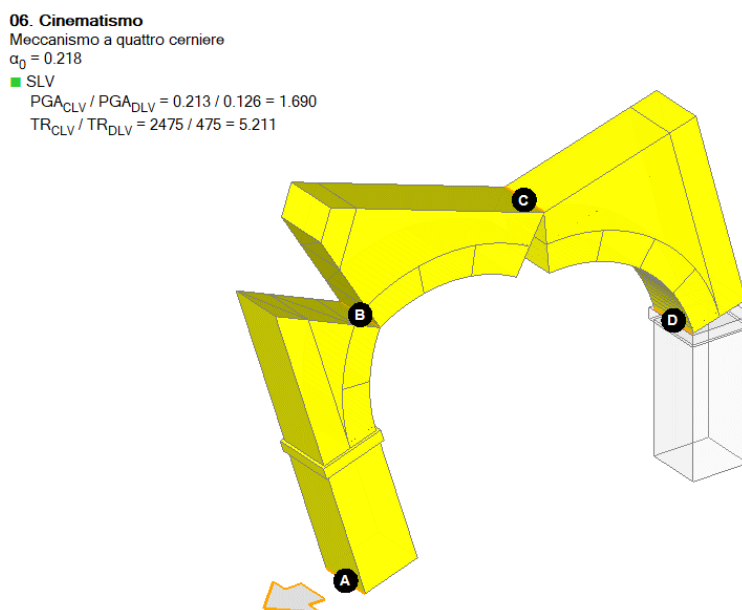 06. Cinematismo
Meccanismo a quattro cerniere
α0 = 0.218
SLV
PGACLV / PGADLV = 0.213 / 0.126 = 1.690
TRCLV / TRDLV = 2475 / 475 = 5.211
C
B
D
A